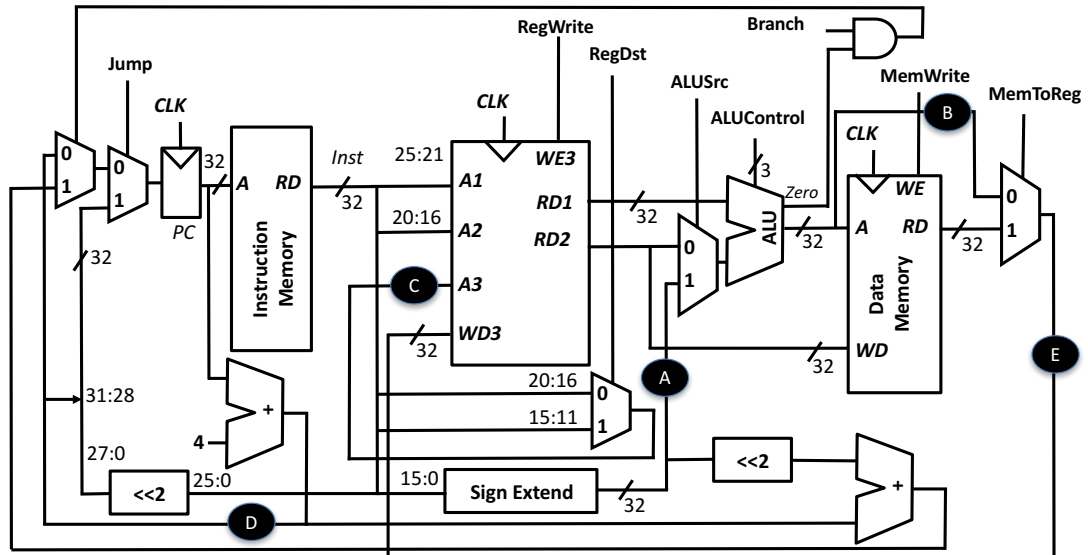 RegWrite
Branch
RegDst
Jump
CLK
CLK
ALUSrc
MemWrite
MemToReg
ALUControl
B
CLK
0
1
0
1
32
A
RD
Inst
32
25:21
A1
WE3
RD1
32
3
Zero
WE
0
1
PC
Instruction
Memory
20:16
A2
RD2
0
1
ALU
32
A
RD
32
Data
Memory
32
C
A3
WD3
32
32
WD
E
A
31:28
+
4
20:16
0
15:11
1
27:0
<<2
25:0
15:0
Sign Extend
32
<<2
+
D